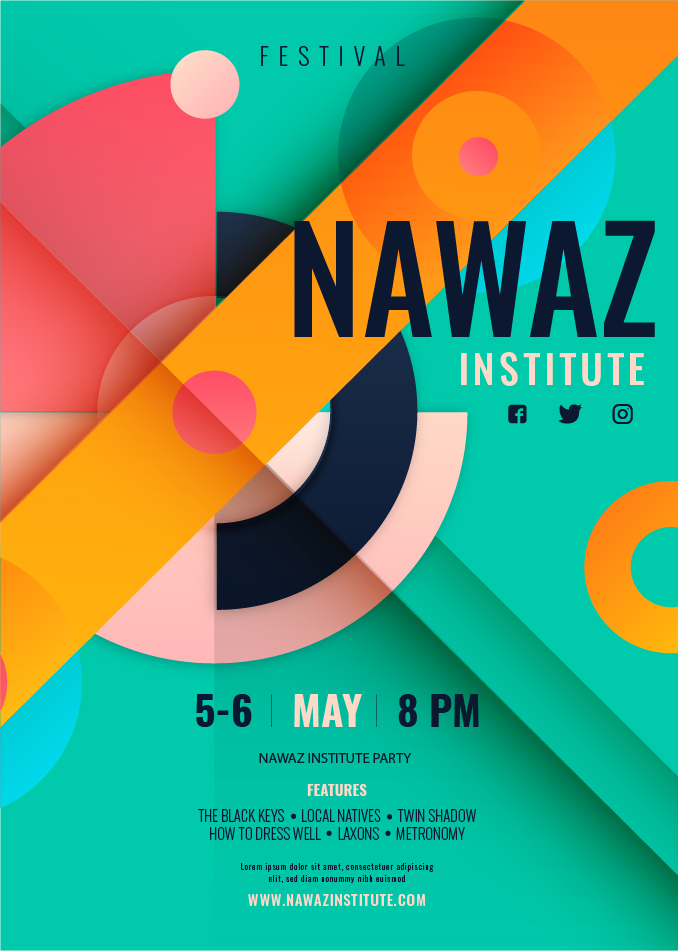 FESTIVAL
NAWAZ
INSTITUTE
5-6 | MAY | 8 PM
NAWAZ INSTITUTE PARTY
FEATURES
THE BLACK KEYS • LOCAL NATIVES • TWIN SHADOW
HOW TO DRESS WELL • LAXONS • METRONOMY
Lorem ipsum dolor sit amet, consectetuer adipiscing
elit, sed diam nonummy nibh euismod
WWW.NAWAZINSTITUTE.COM